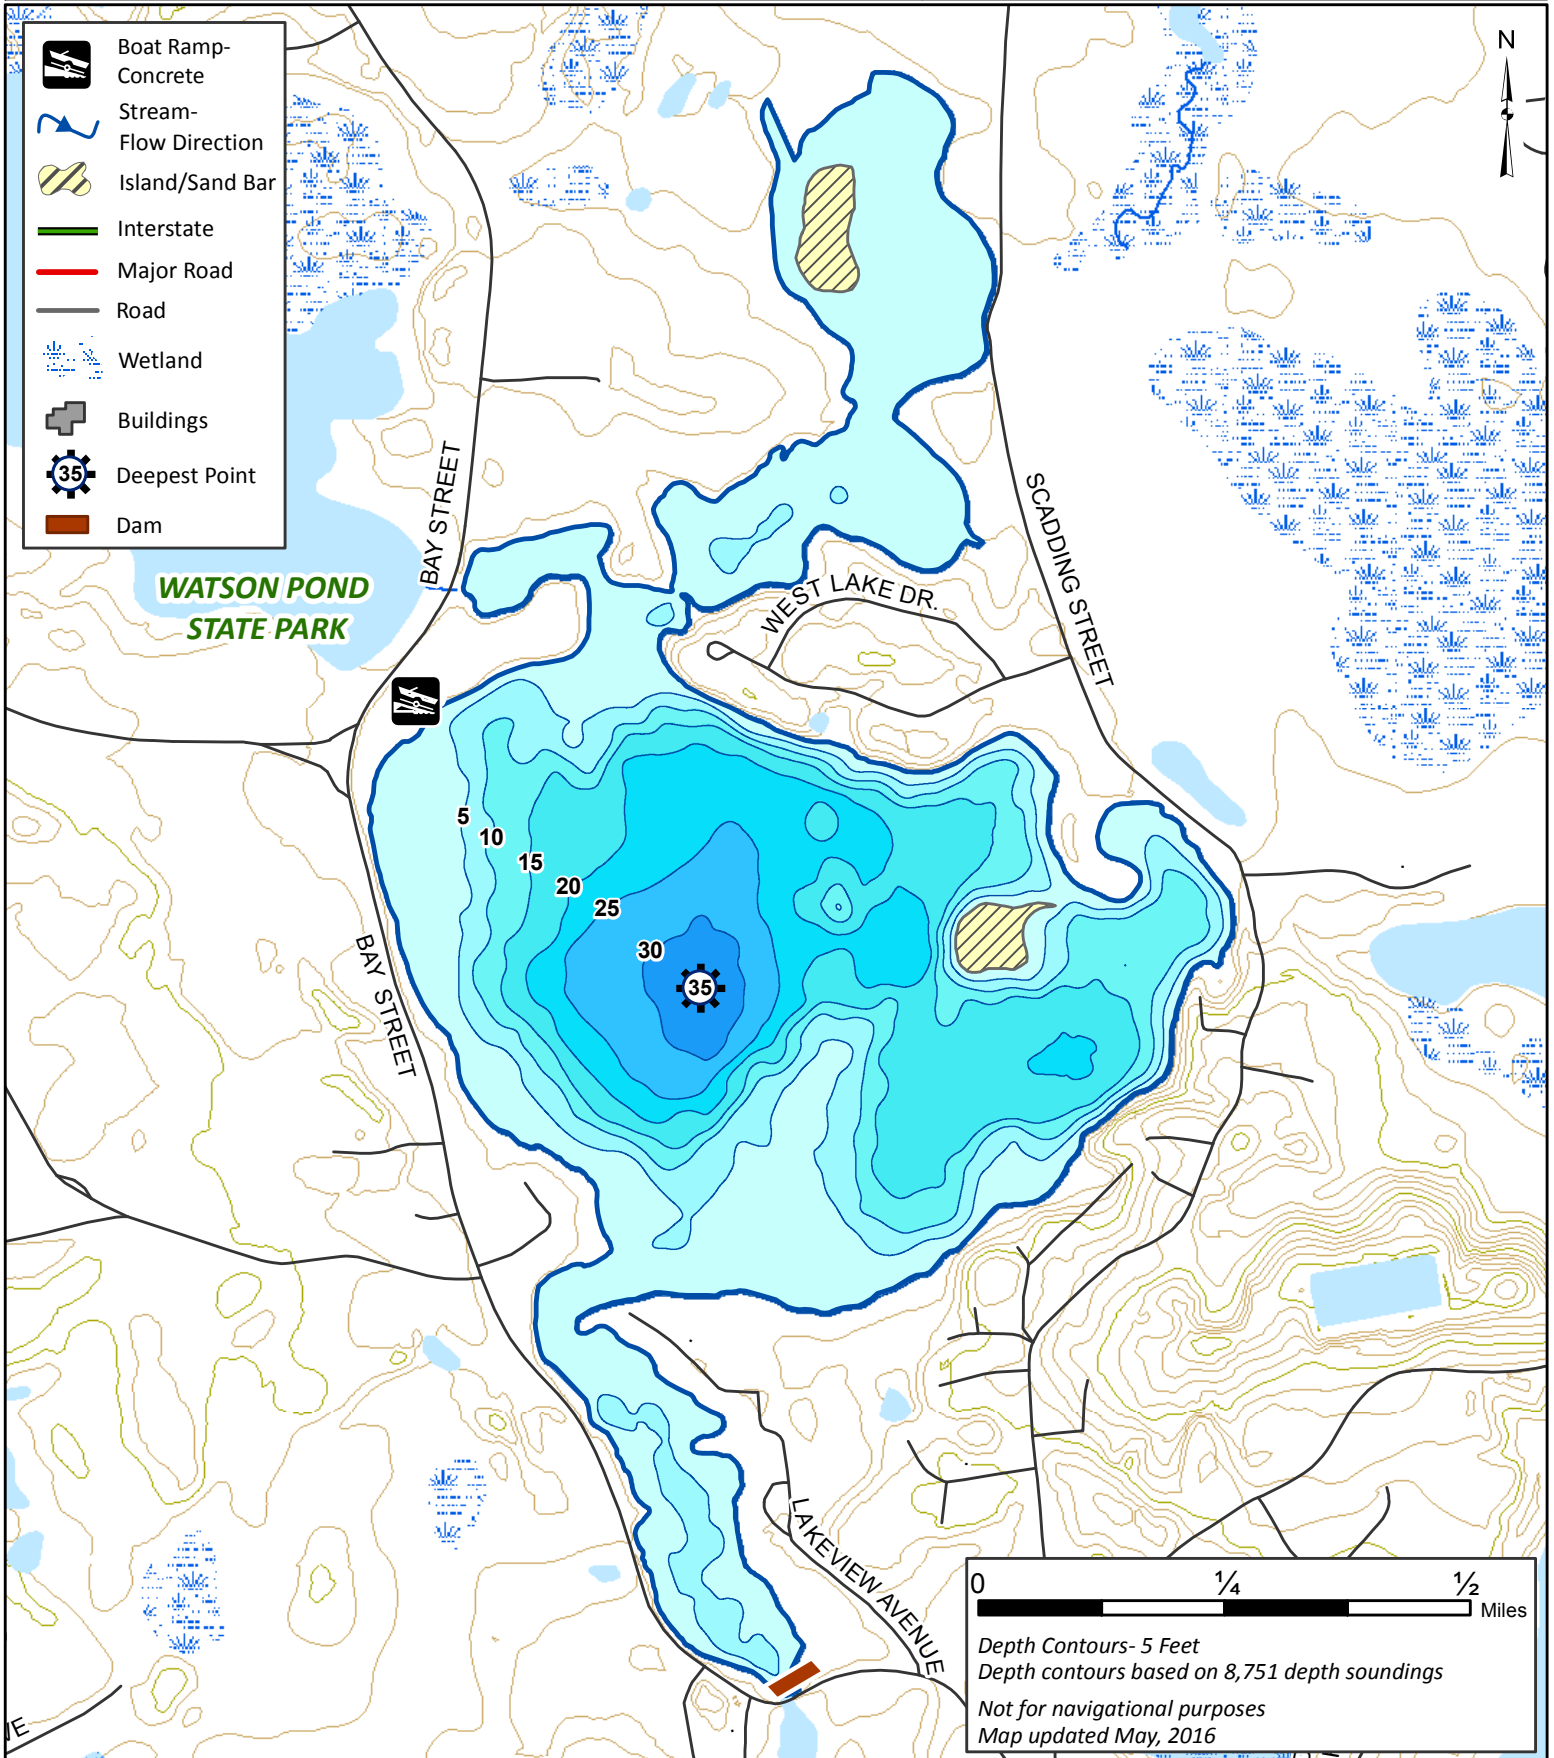 Boat Ramp-
Concrete
Stream-
Flow Direction
Island/Sand Bar
Interstate
Major Road
Road
Wetland
Buildings
35
Deepest Point
Dam
N
BAY STREET
WATSON POND
STATE PARK
SCADDING STREET
WEST LAKE DR.
5
10
15
20
25
30
35
BAY STREET
LAKEVIEW AVENUE
VE
0 ¼ ½
Miles
Depth Contours- 5 Feet
Depth contours based on 8,751 depth soundings
Not for navigational purposes
Map updated May, 2016